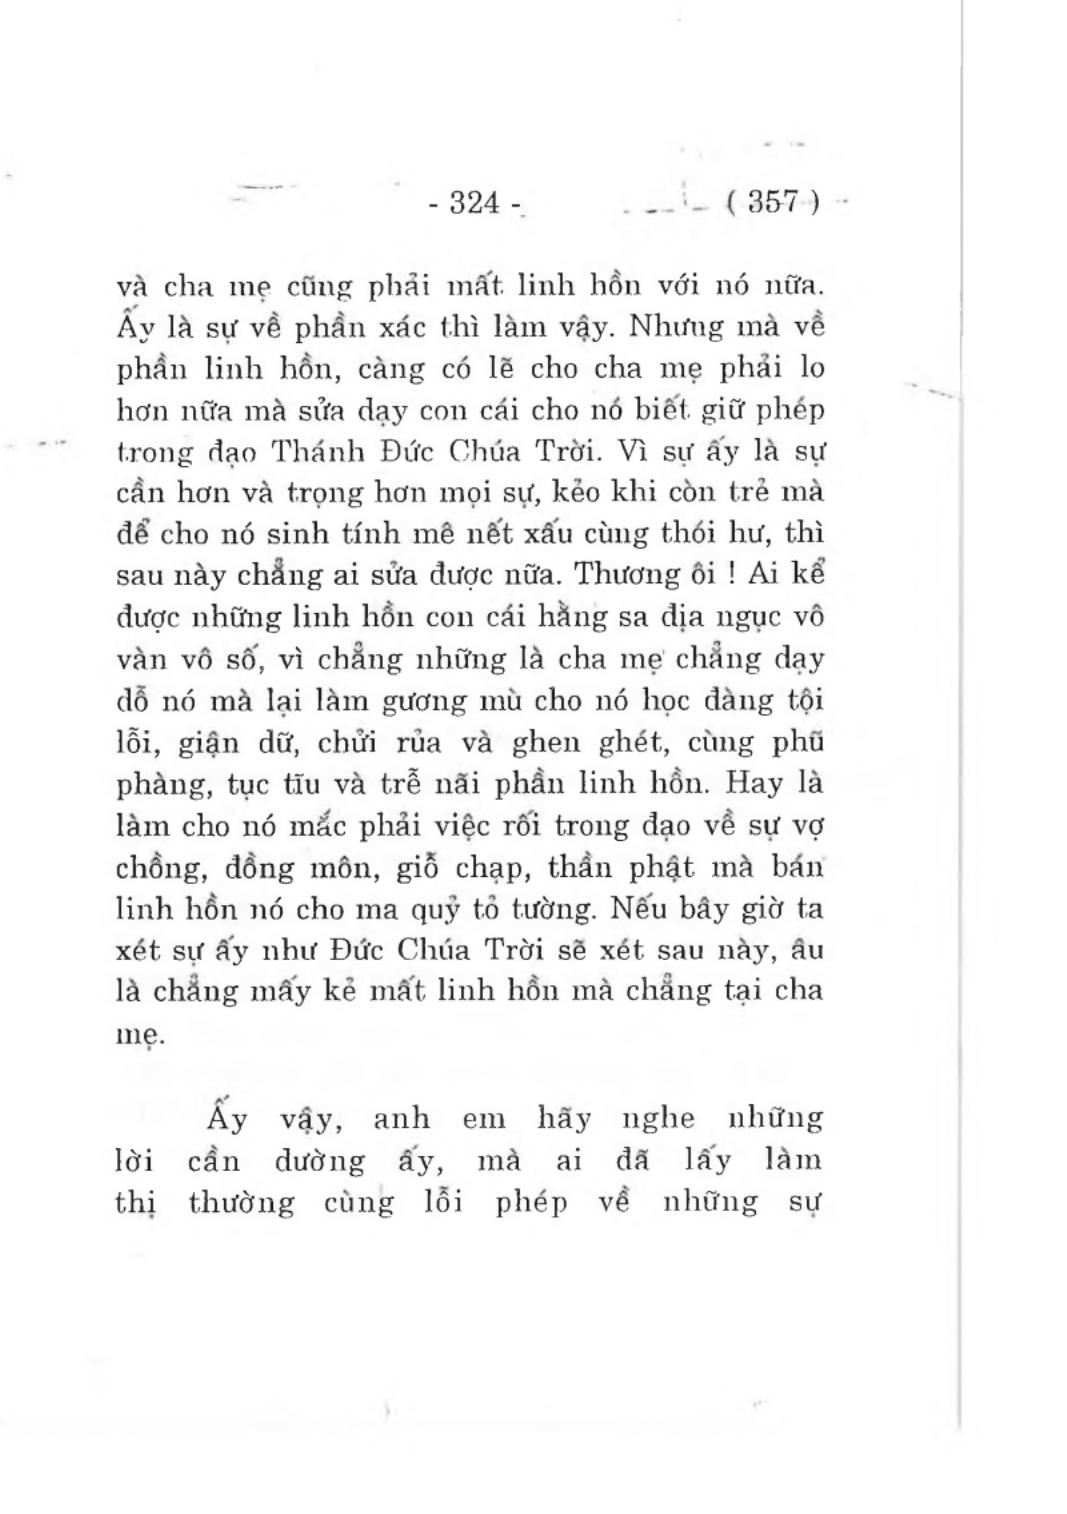 - 324 - ( 357 )
và cha mẹ cũng phải mất linh hồn với nó nữa.
Ấy là sự về phần xác thì làm vậy. Nhưng mà về
phần linh hồn, càng có lẽ cho cha mẹ phải lo
hơn nữa mà sửa dạy con cái cho nó biết giữ phép
trong đạo Thánh Đức Chúa Trời. Vì sự ấy là sự
cần hơn và trọng hơn mọi sự, kẻo khi còn trẻ mà
để cho nó sinh tính mê nết xấu cùng thói hư, thì
sau này chẳng ai sửa được nữa. Thương ôi ! Ai kể
được những linh hồn con cái hằng sa địa ngục vô
vàn vô số, vì chẳng những là cha mẹ chẳng dạy
dỗ nó mà lại làm gương mù cho nó học đàng tội
lỗi, giận dữ, chửi rủa và ghen ghét, cùng phũ
phàng, tục tĩu và trễ nãi phần linh hồn. Hay là
làm cho nó mắc phải việc rối trong đạo về sự vợ
chồng, đồng môn, giỗ chạp, thần phật mà bán
linh hồn nó cho ma quỷ tỏ tường. Nếu bây giờ ta
xét sự ấy như Đức Chúa Trời sẽ xét sau này, âu
là chẳng mấy kẻ mất linh hồn mà chẳng tại cha
mẹ.
Ấy vậy, anh em hãy nghe những
lời cần dường ấy, mà ai đã lấy làm
thị thường cùng lỗi phép về những sự